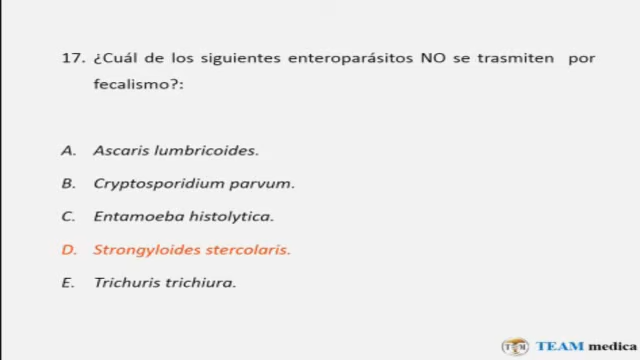 17. ¿Cuál de los siguientes enteroparásitos NO se trasmiten por
fecalismo?:
A. Ascaris lumbricoides.
B. Cryptosporidium parvum.
C. Entamoeba histolytica.
D. Strongyloides stercolaris.
E. Trichuris trichiura.
TEAM medica